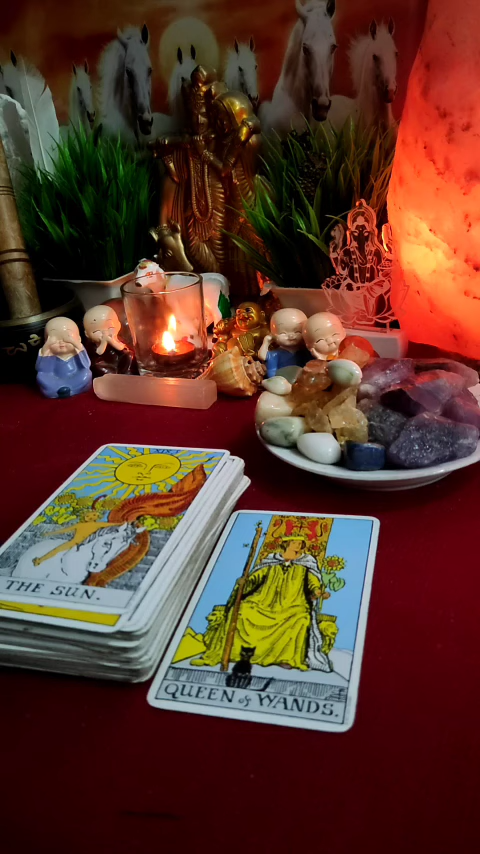 THE SUN.
QUEEN of WANDS.